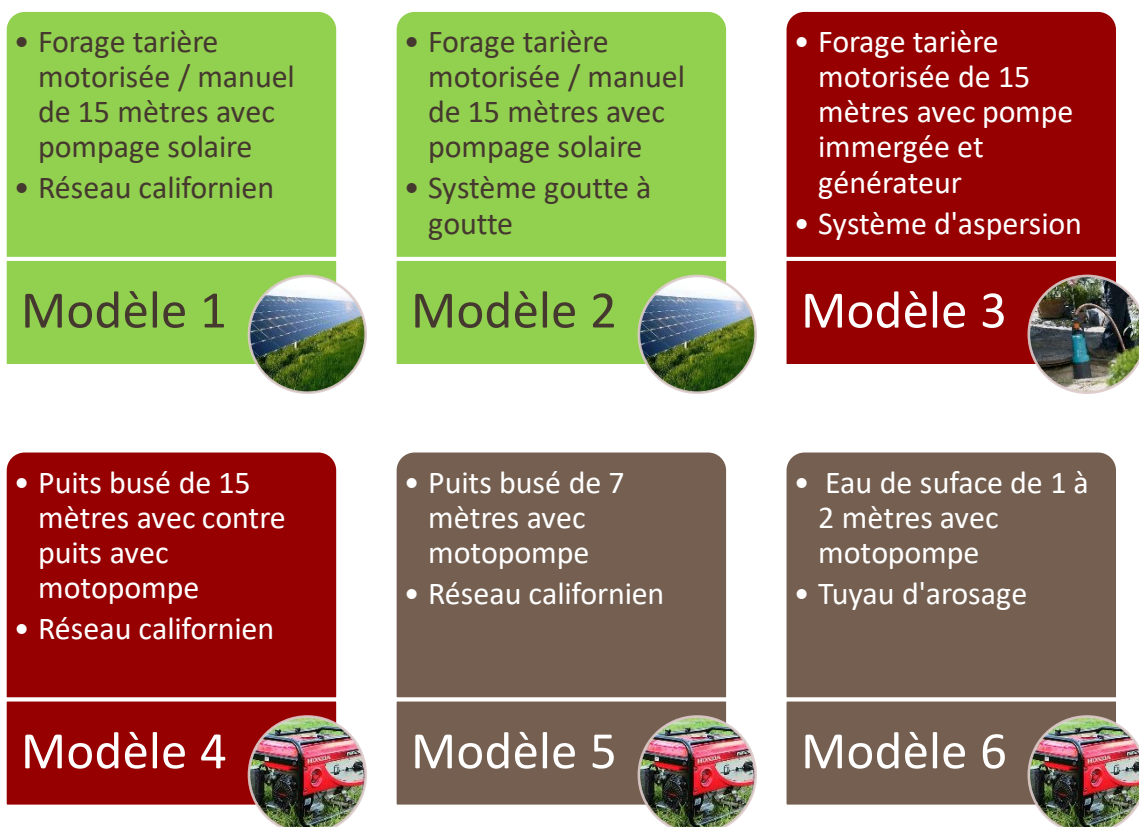 • Forage tarière
motorisée / manuel
de 15 mètres avec
pompage solaire
• Réseau californien
Modèle 1
• Forage tarière
motorisée / manuel
de 15 mètres avec
pompage solaire
• Système goutte à
goutte
Modèle 2
• Forage tarière
motorisée de 15
mètres avec pompe
immergée et
générateur
• Système d'aspersion
Modèle 3
• Puits busé de 15
mètres avec contre
puits avec
motopompe
• Réseau californien
Modèle 4
HONDA
• Puits busé de 7
mètres avec
motopompe
• Réseau californien
Modèle 5
HONDA
• Eau de suface de 1 à
2 mètres avec
motopompe
• Tuyau d'arosage
Modèle 6
HONDA